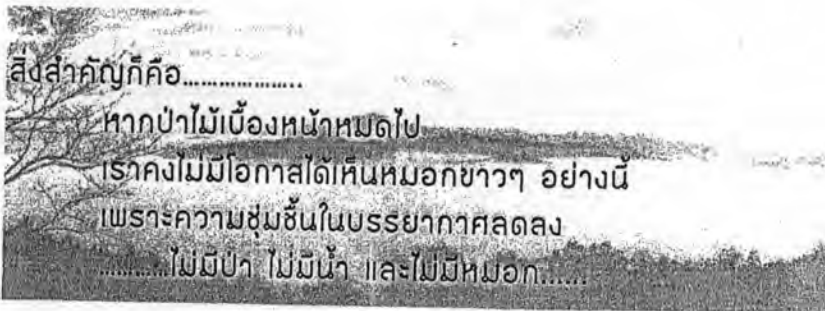 สิ่งสำคัญก็คือ...................
หากป่าไม้เบื้องหน้าหมดไป
เราคงไม่มีโอกาสได้เห็นหมอกขาวๆ อย่างนี้
เพราะความชุ่มชื้นในบรรยากาศลดลง
............ไม่มีป่า ไม่มีน้ำ และไม่มีหมอก......